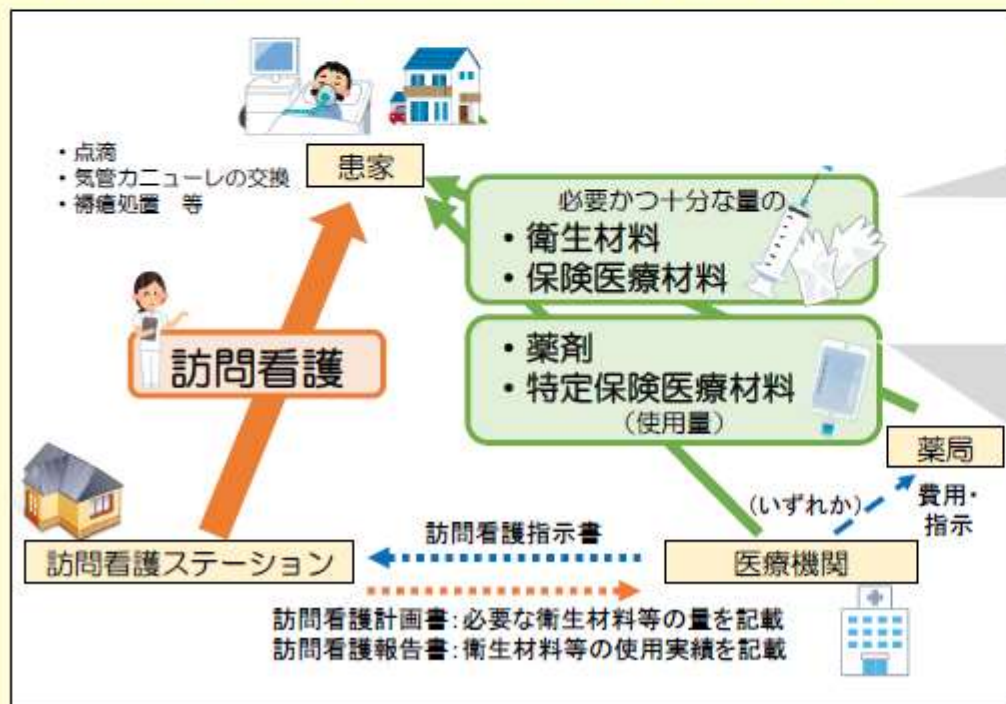 ・点滴
・気管カニューレの交換
・褥瘡処置　等
患家
必要かつ十分な量の
・衛生材料
・保険医療材料
訪問看護
・薬剤
・特定保険医療材料
（使用量）
薬局
（いずれか）
費用・
指示
訪問看護指示書
訪問看護ステーション
医療機関
訪問看護計画書：必要な衛生材料等の量を記載
訪問看護報告書：衛生材料等の使用実績を記載